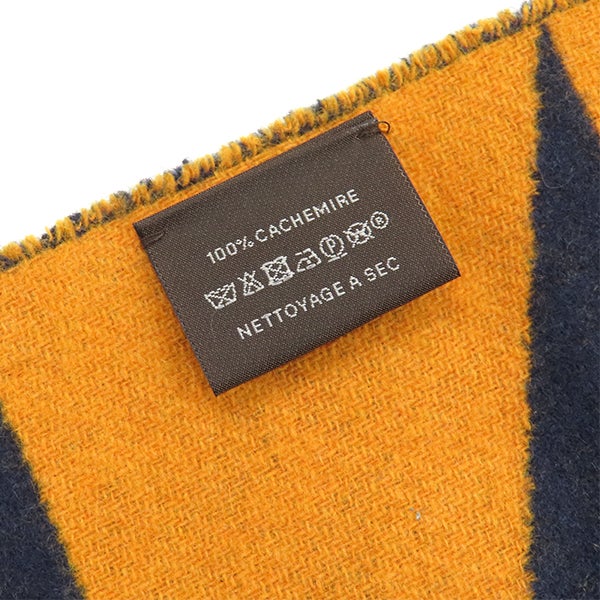 100% CACHEMIRE
P ®
NETTOYAGE A SEC